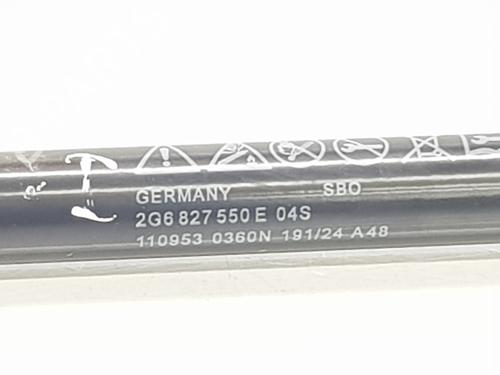 GERMANY SBO
2G6 827 550 E 04S
110953 0360N 191/24 A48